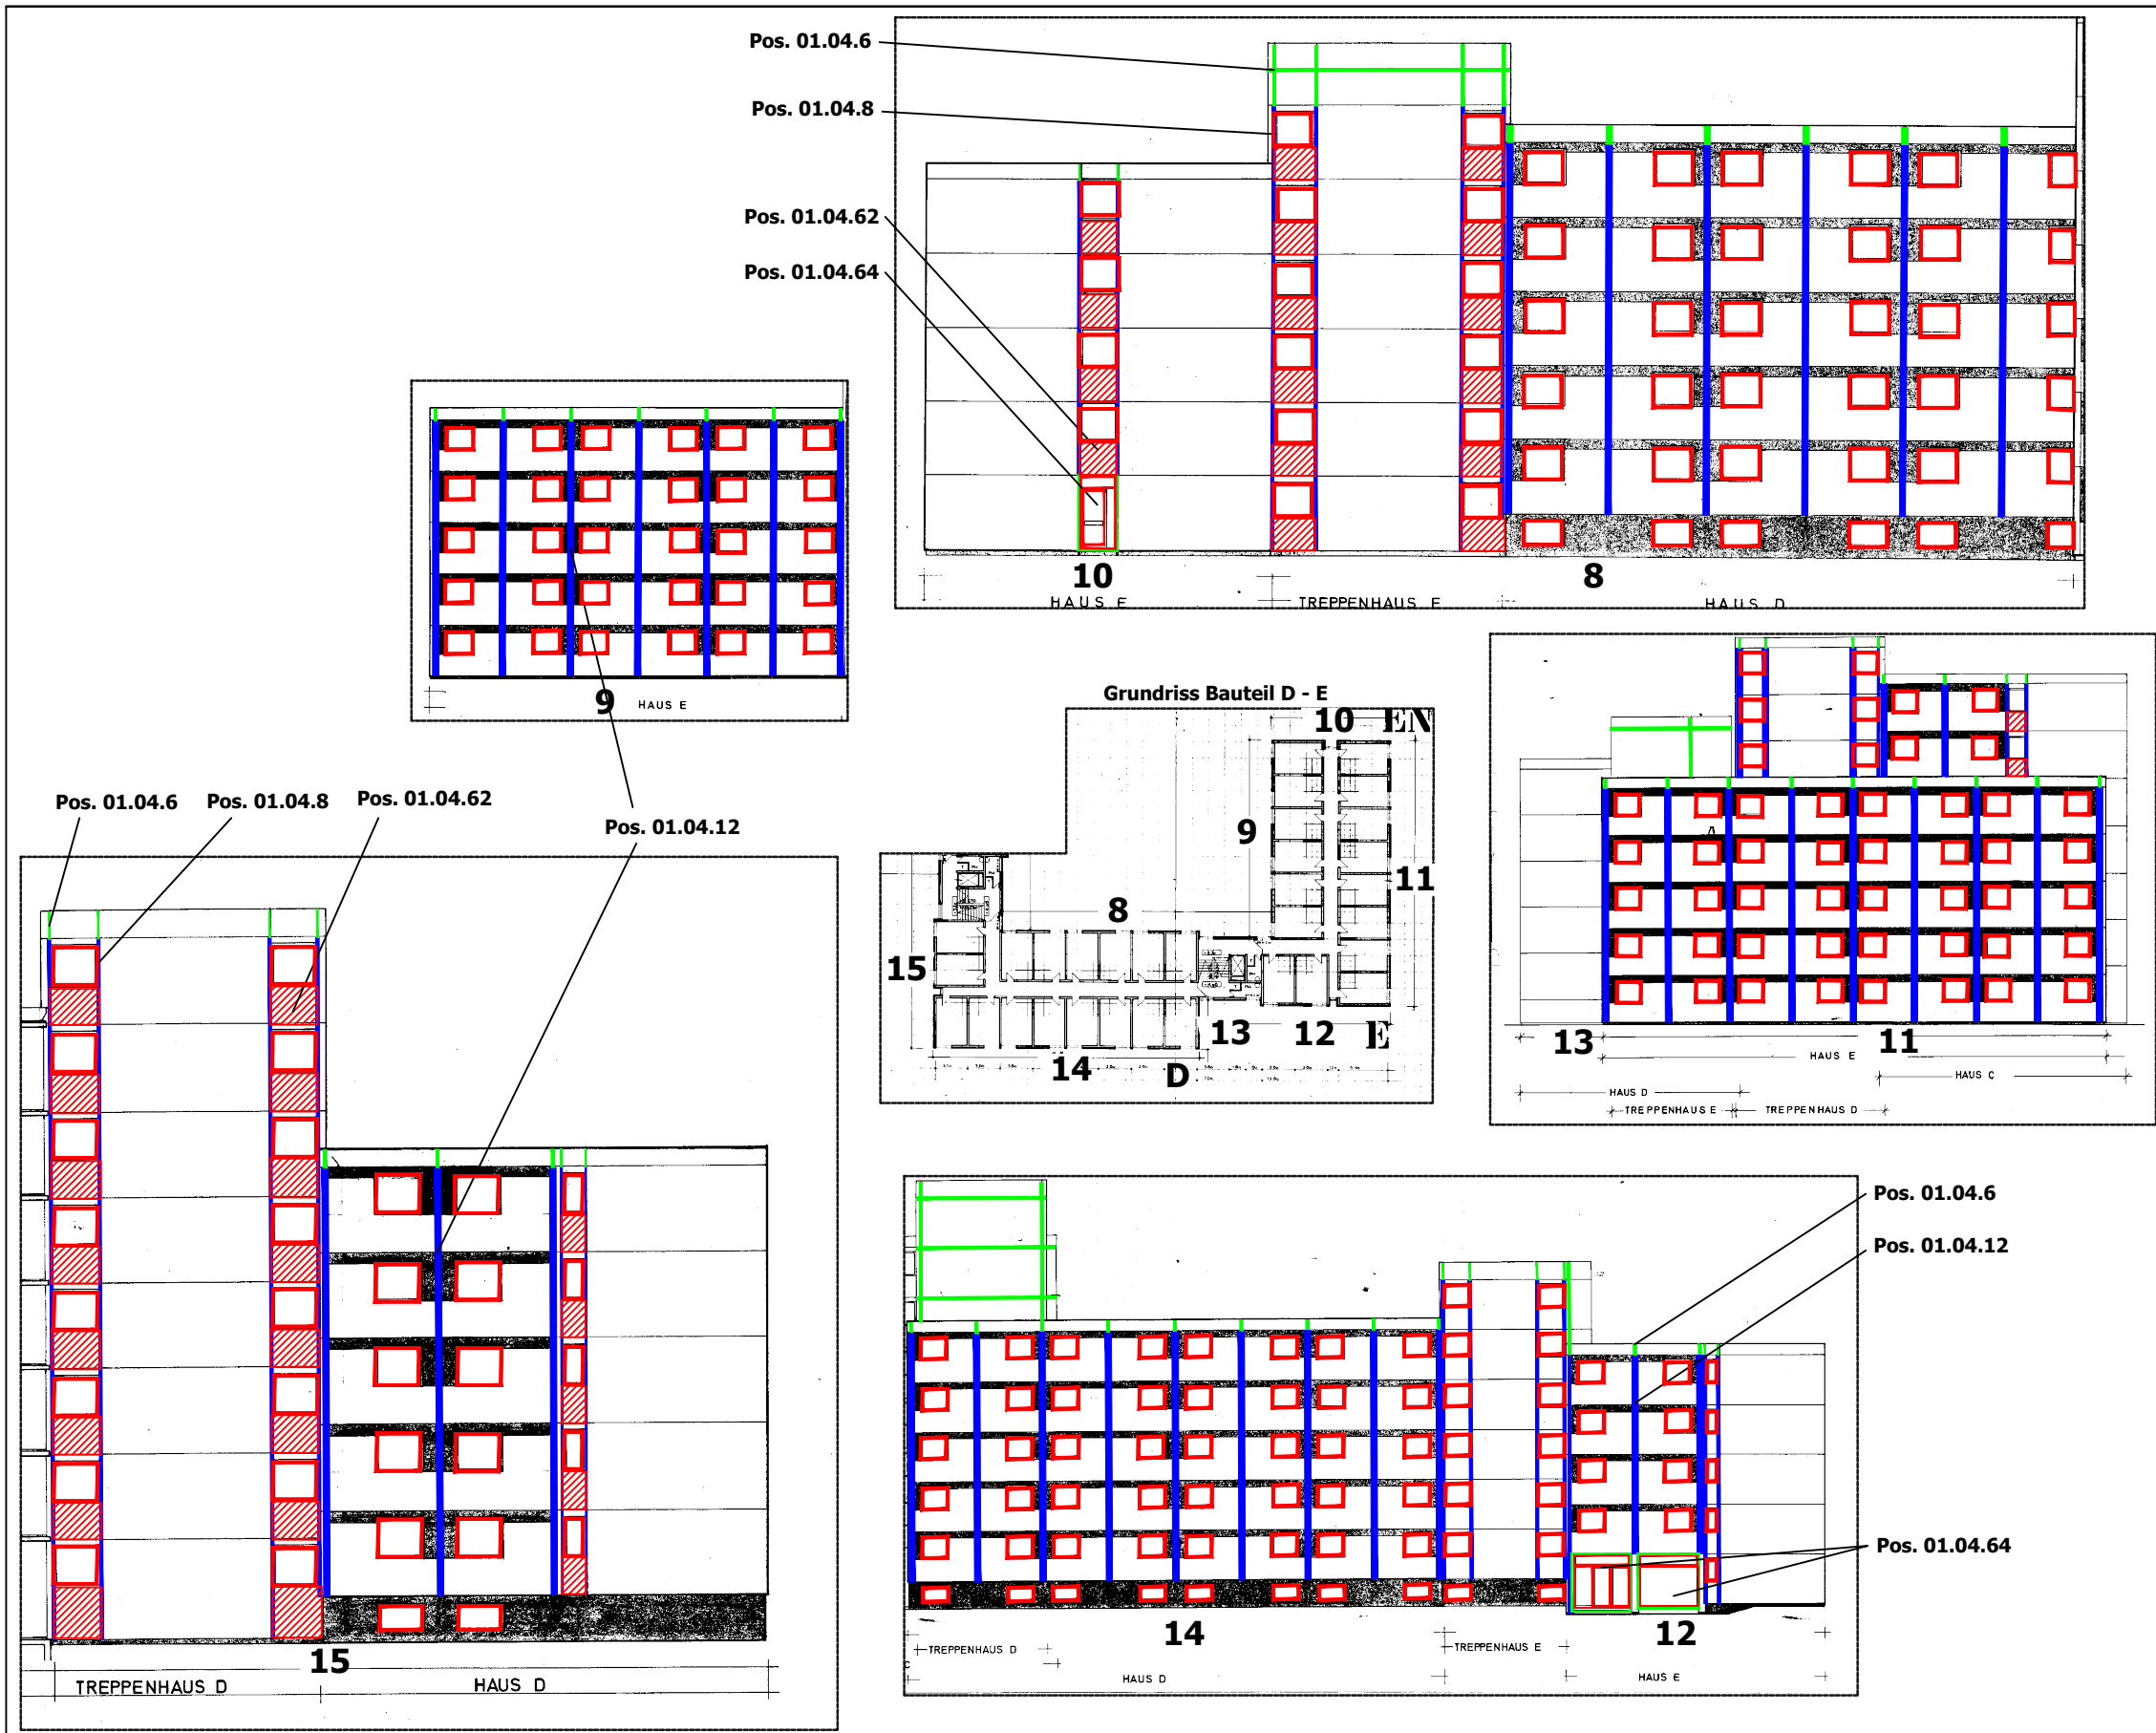 Pos. 01.04.6
Pos. 01.04.8
Pos. 01.04.62
Pos. 01.04.64
10
8
HAUS E
TREPPENHAUS E
HAUS D
9
HAUS E
Pos. 01.04.6
Pos. 01.04.8
Pos. 01.04.62
Pos. 01.04.12
Grundriss Bauteil D - E
10
EN
9
11
8
15
13
12
E
14
D
13
11
HAUS E
HAUS C
HAUS D
TREPPENHAUS E
TREPPENHAUS D
15
TREPPENHAUS D
HAUS D
Pos. 01.04.6
Pos. 01.04.12
Pos. 01.04.64
14
12
TREPPENHAUS D
TREPPENHAUS E
C
HAUS D
HAUS E